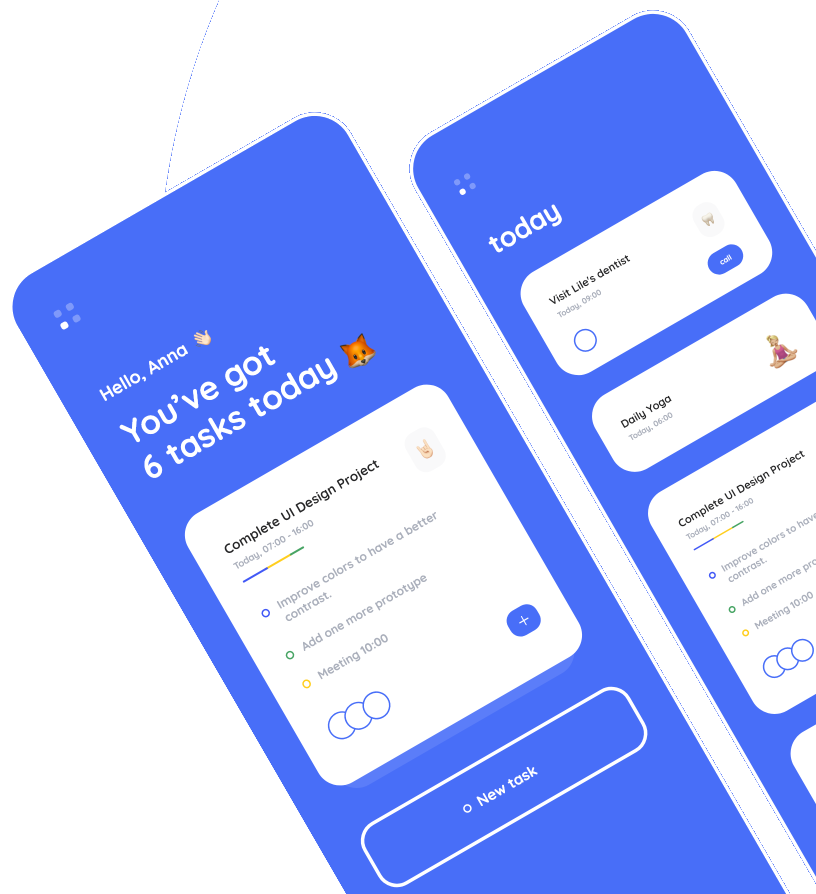 Hello, Anna
You've got
6 tasks today
Complete UI Design Project
Today, 07:00 - 16:00
Improve colors to have a better
contrast.
Add one more prototype
Meeting 10:00
New task
today
Visit Lile's dentist
Today, 09:00
call
Daily Yoga
Today, 06:00
Complete UI Design Project
Today, 07:00 - 16:00
Improve colors to have
contrast.
Add one more pro
Meeting 10:00